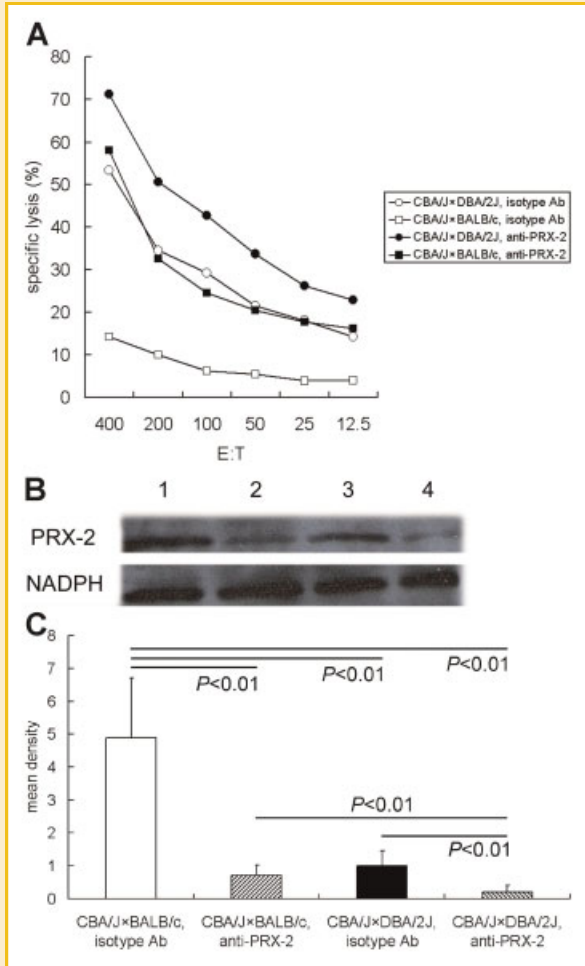 A
80
70
60
50
40
30
20
10
0
specific lysis (%)
400 200 100 50 25 12.5
E:T
CBA/J×DBA/2J, isotype Ab
CBA/J×BALB/c, isotype Ab
CBA/J×DBA/2J, anti-PRX-2
CBA/J×BALB/c, anti-PRX-2
B
1 2 3 4
PRX-2
NADPH
C
8
7
6
5
4
3
2
1
0
mean density
P<0.01
P<0.01
P<0.01
P<0.01
P<0.01
CBA/J×BALB/c, isotype Ab
CBA/J×BALB/c, anti-PRX-2
CBA/J×DBA/2J, isotype Ab
CBA/J×DBA/2J, anti-PRX-2